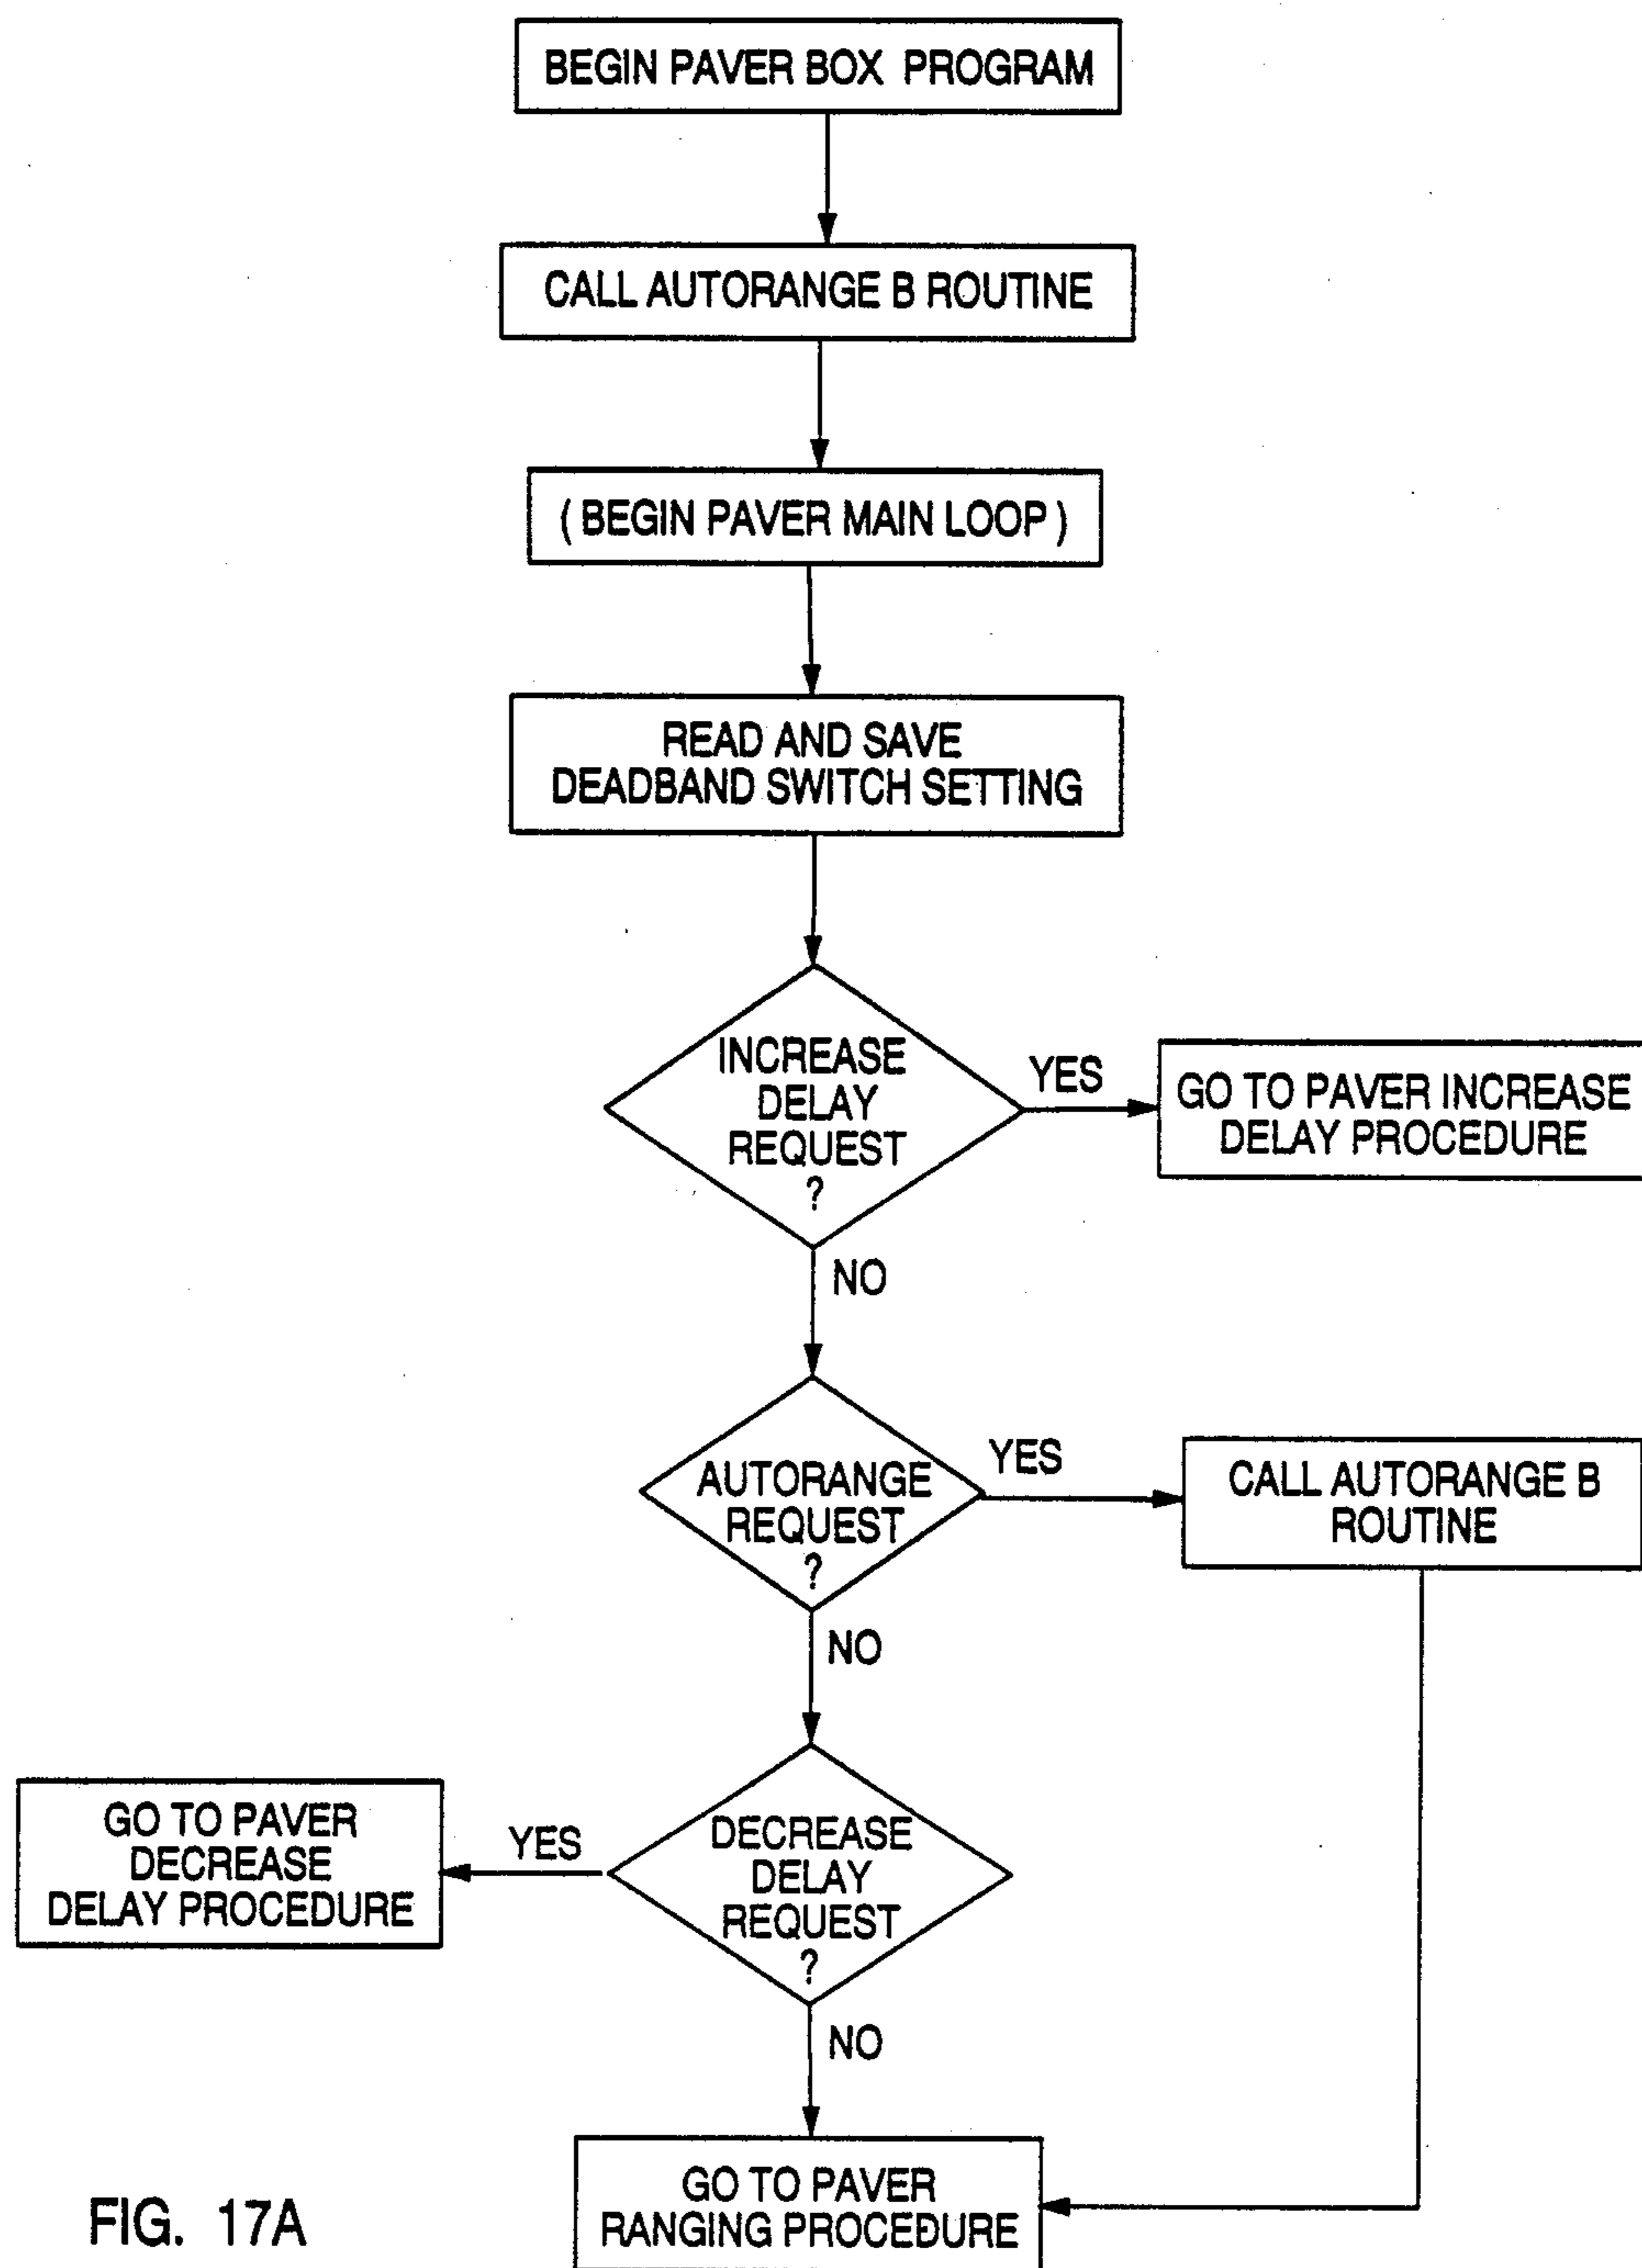 BEGIN PAVER BOX PROGRAM
CALL AUTORANGE B ROUTINE
( BEGIN PAVER MAIN LOOP )
READ AND SAVE
DEADBAND SWITCH SETTING
INCREASE
DELAY
REQUEST
?
YES
GO TO PAVER INCREASE
DELAY PROCEDURE
NO
AUTORANGE
REQUEST
?
YES
CALL AUTORANGE B
ROUTINE
NO
DECREASE
DELAY
REQUEST
?
YES
GO TO PAVER
DECREASE
DELAY PROCEDURE
NO
GO TO PAVER
RANGING PROCEDURE
FIG. 17A